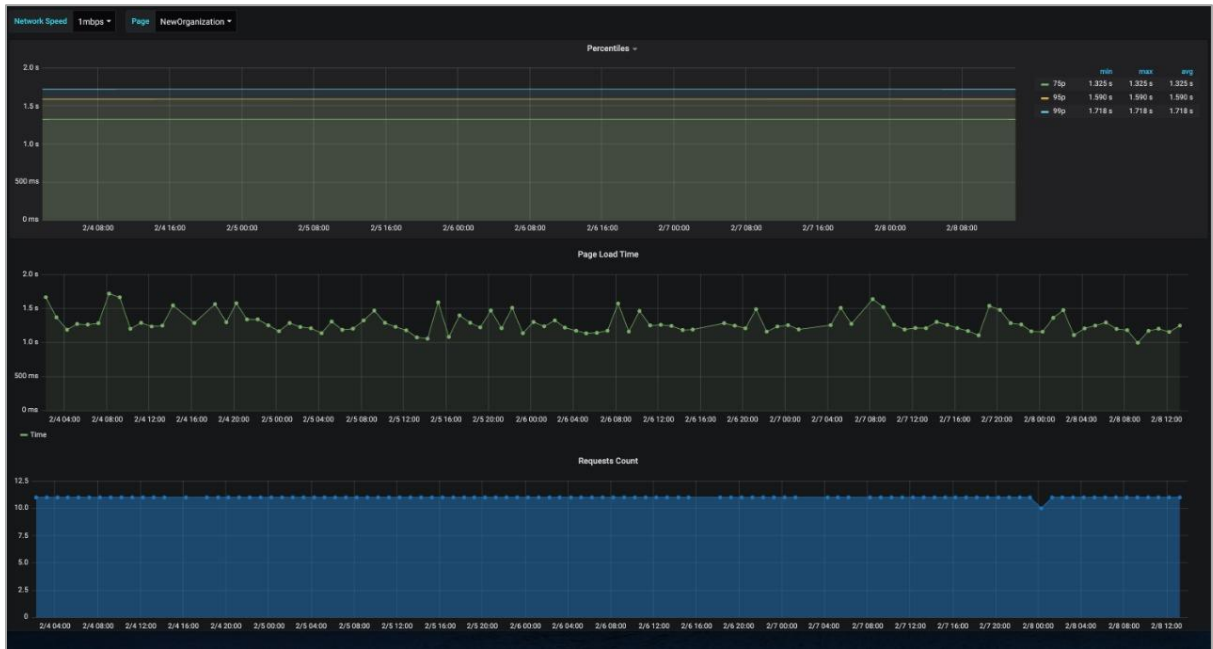 Network Speed 1mbps Page NewOrganization
Percentiles
2.0 s
1.5 s
1.0 s
500 ms
0 ms
2/4 08:00 2/4 16:00 2/5 00:00 2/5 08:00 2/5 16:00 2/6 00:00 2/6 08:00 2/6 16:00 2/7 00:00 2/7 08:00 2/7 16:00 2/8 00:00 2/8 08:00
min max avg
75p 1.325 s 1.325 s 1.325 s
95p 1.590 s 1.590 s 1.590 s
99p 1.718 s 1.718 s 1.718 s
Page Load Time
2.0 s
1.5 s
1.0 s
500 ms
0 ms
2/4 04:00 2/4 08:00 2/4 12:00 2/4 16:00 2/4 20:00 2/5 00:00 2/5 04:00 2/5 08:00 2/5 12:00 2/5 16:00 2/5 20:00 2/6 00:00 2/6 04:00 2/6 08:00 2/6 12:00 2/6 16:00 2/6 20:00 2/7 00:00 2/7 04:00 2/7 08:00 2/7 12:00 2/7 16:00 2/7 20:00 2/8 00:00 2/8 04:00 2/8 08:00 2/8 12:00
Time
Requests Count
12.5
10.0
7.5
5.0
2.5
0
2/4 04:00 2/4 08:00 2/4 12:00 2/4 16:00 2/4 20:00 2/5 00:00 2/5 04:00 2/5 08:00 2/5 12:00 2/5 16:00 2/5 20:00 2/6 00:00 2/6 04:00 2/6 08:00 2/6 12:00 2/6 16:00 2/6 20:00 2/7 00:00 2/7 04:00 2/7 08:00 2/7 12:00 2/7 16:00 2/7 20:00 2/8 00:00 2/8 04:00 2/8 08:00 2/8 12:00